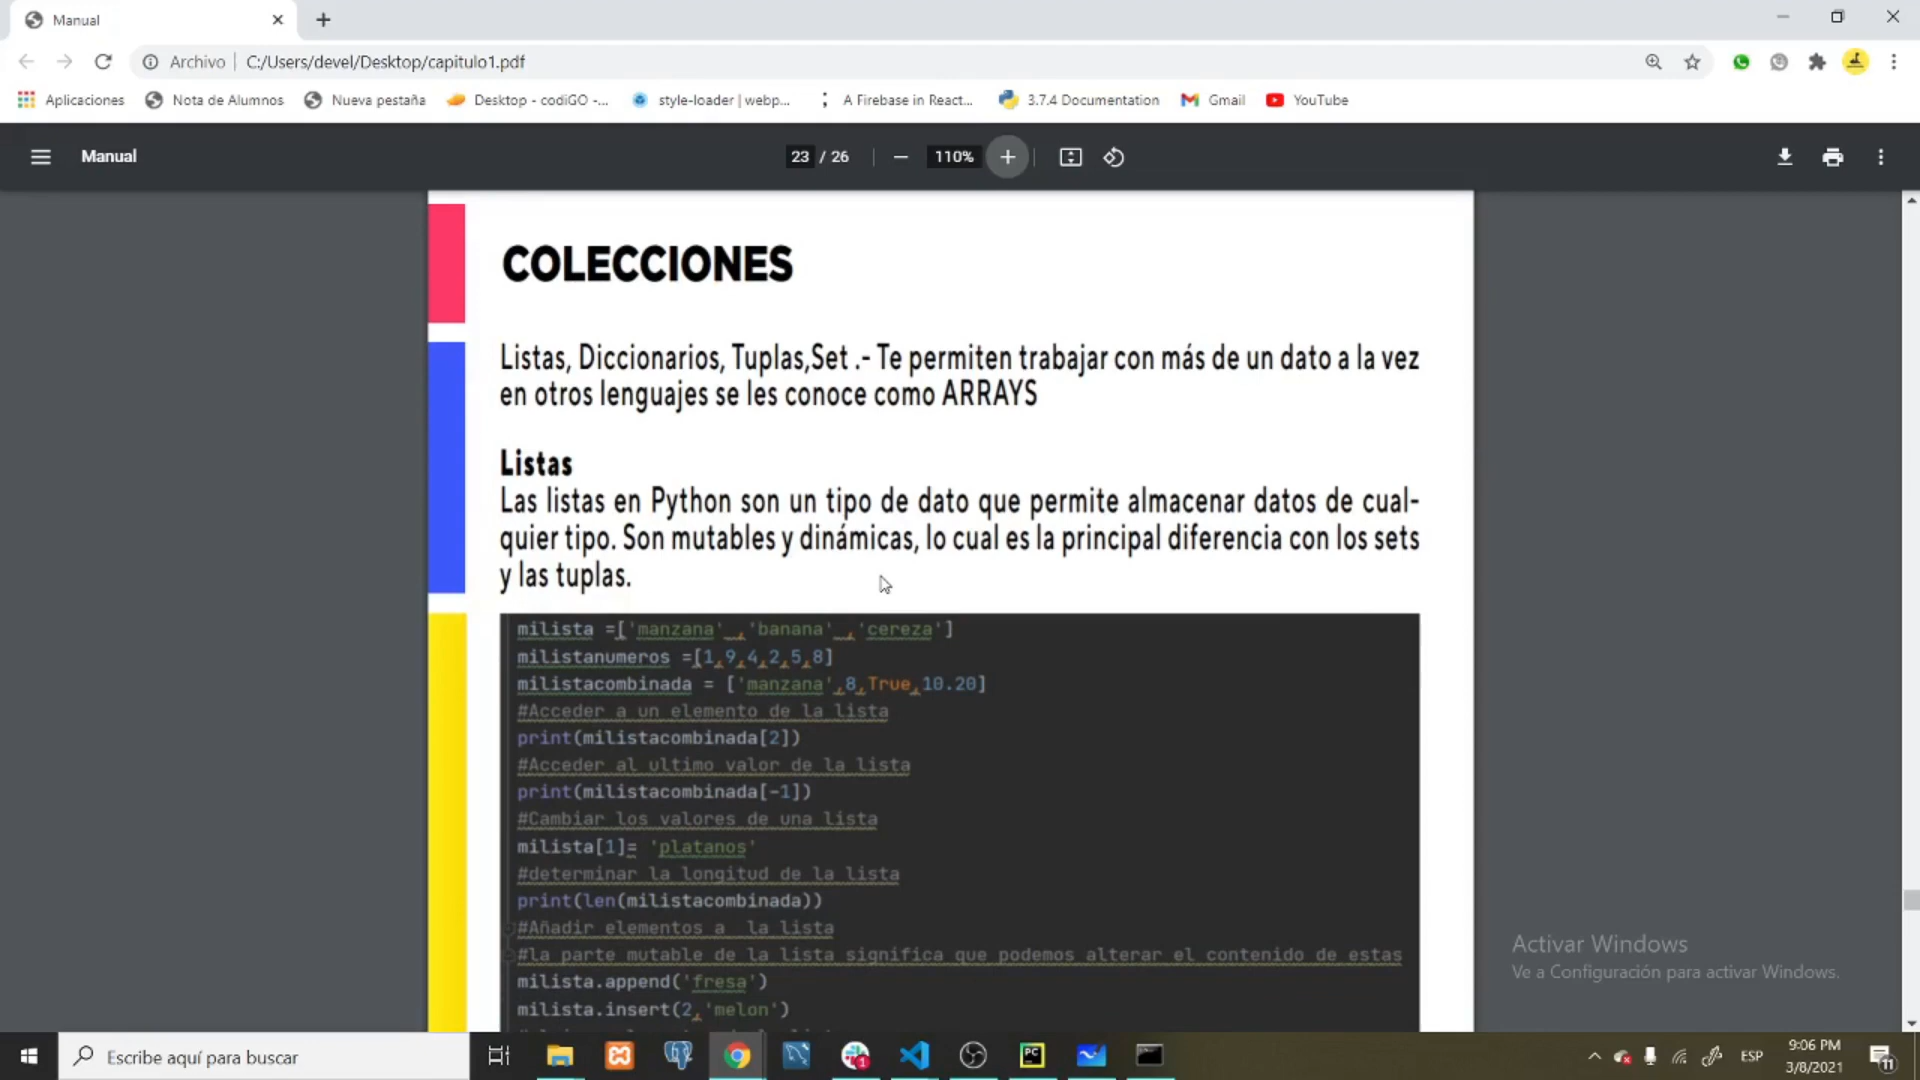 Manual
Archivo
C:/Users/devel/Desktop/capitulo1.pdf
Aplicaciones
Nota de Alumnos
Nueva pestaña
Desktop - codiGO -...
style-loader | webp...
A Firebase in React...
3.7.4 Documentation
Gmail
YouTube
Manual
23 / 26
110%
COLECCIONES
Listas, Diccionarios, Tuplas,Set .- Te permiten trabajar con más de un dato a la vez
en otros lenguajes se les conoce como ARRAYS
Listas
Las listas en Python son un tipo de dato que permite almacenar datos de cual-
quier tipo. Son mutables y dinámicas, lo cual es la principal diferencia con los sets
y las tuplas.
milista =['manzana' ,'banana' ,'cereza']
milistanumeros =[1,9,4,2,5,8]
milistacombinada = ['manzana',8,True,10.20]
#Acceder a un elemento de la lista
print(milistacombinada[2])
#Acceder al ultimo valor de la lista
print(milistacombinada[-1])
#Cambiar los valores de una lista
milista[1]= 'platanos'
#determinar la longitud de la lista
print(len(milistacombinada))
#Añadir elementos a  la lista
#la parte mutable de la lista significa que podemos alterar el contenido de estas
milista.append('fresa')
milista.insert(2,'melon')
Activar Windows
Ve a Configuración para activar Windows.
Escribe aquí para buscar
1
PC
ESP
9:06 PM
3/8/2021
11